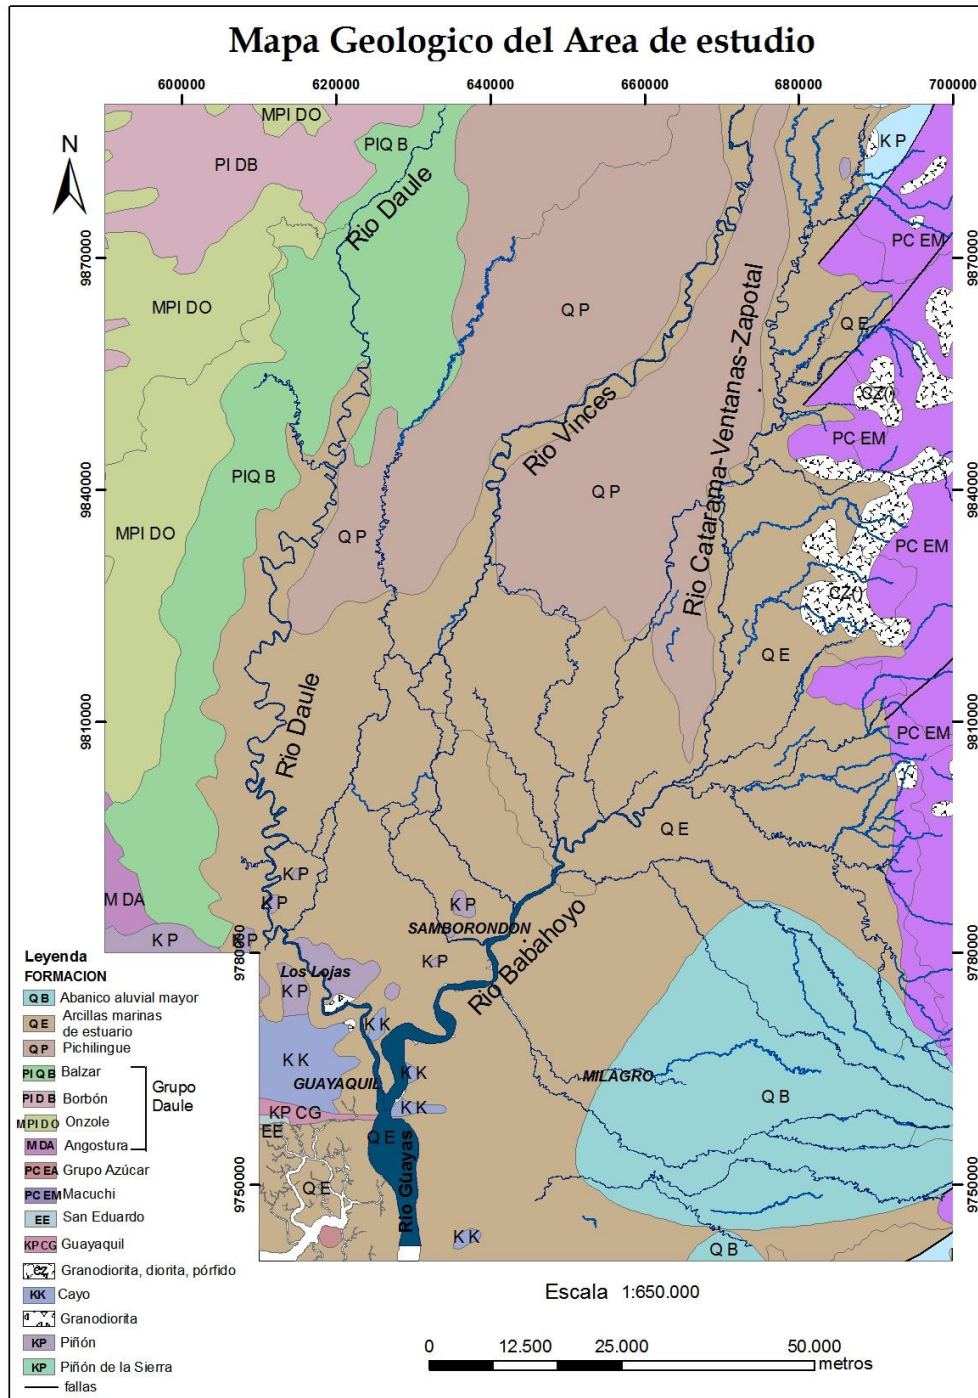 Mapa Geologico del Area de estudio
600000 620000 640000 660000 680000 700000
N
MPI DO
PI DB
PIQ B
K P
Rio Daule
PC EM
9870000
9870000
MPI DO
Q P
Q E
Rio Catarama-Ventanas-Zapotal
Rio Vinces
PC EM
PIQ B
Q P
9840000
9840000
MPI DO
Q P
PC EM
Q E
Rio Daule
9810000
9810000
PC EM
Q E
K P
M DA
K P
K P
SAMBORONDON
K P
K P
K P
9780000
9780000
Rio Babahoyo
Los Lojas
K P
K K
K K
GUAYAQUIL
K K
MILAGRO
Q B
KP CG
K K
EE
Q E
Rio Guayas
Q E
9750000
9750000
K K
Q B
Leyenda
FORMACION
Q B Abanico aluvial mayor
Q E Arcillas marinas
de estuario
Q P Pichilingue
PI Q B Balzar
PI D B Borbón
MPI DO Onzole
M DA Angostura
Grupo
Daule
PC EA Grupo Azúcar
PC EM Macuchi
EE San Eduardo
KP CG Guayaquil
Granodiorita, diorita, pórfido
KK Cayo
Granodiorita
KP Piñón
KP Piñón de la Sierra
fallas
Escala 1:650.000
0 12.500 25.000 50.000
metros